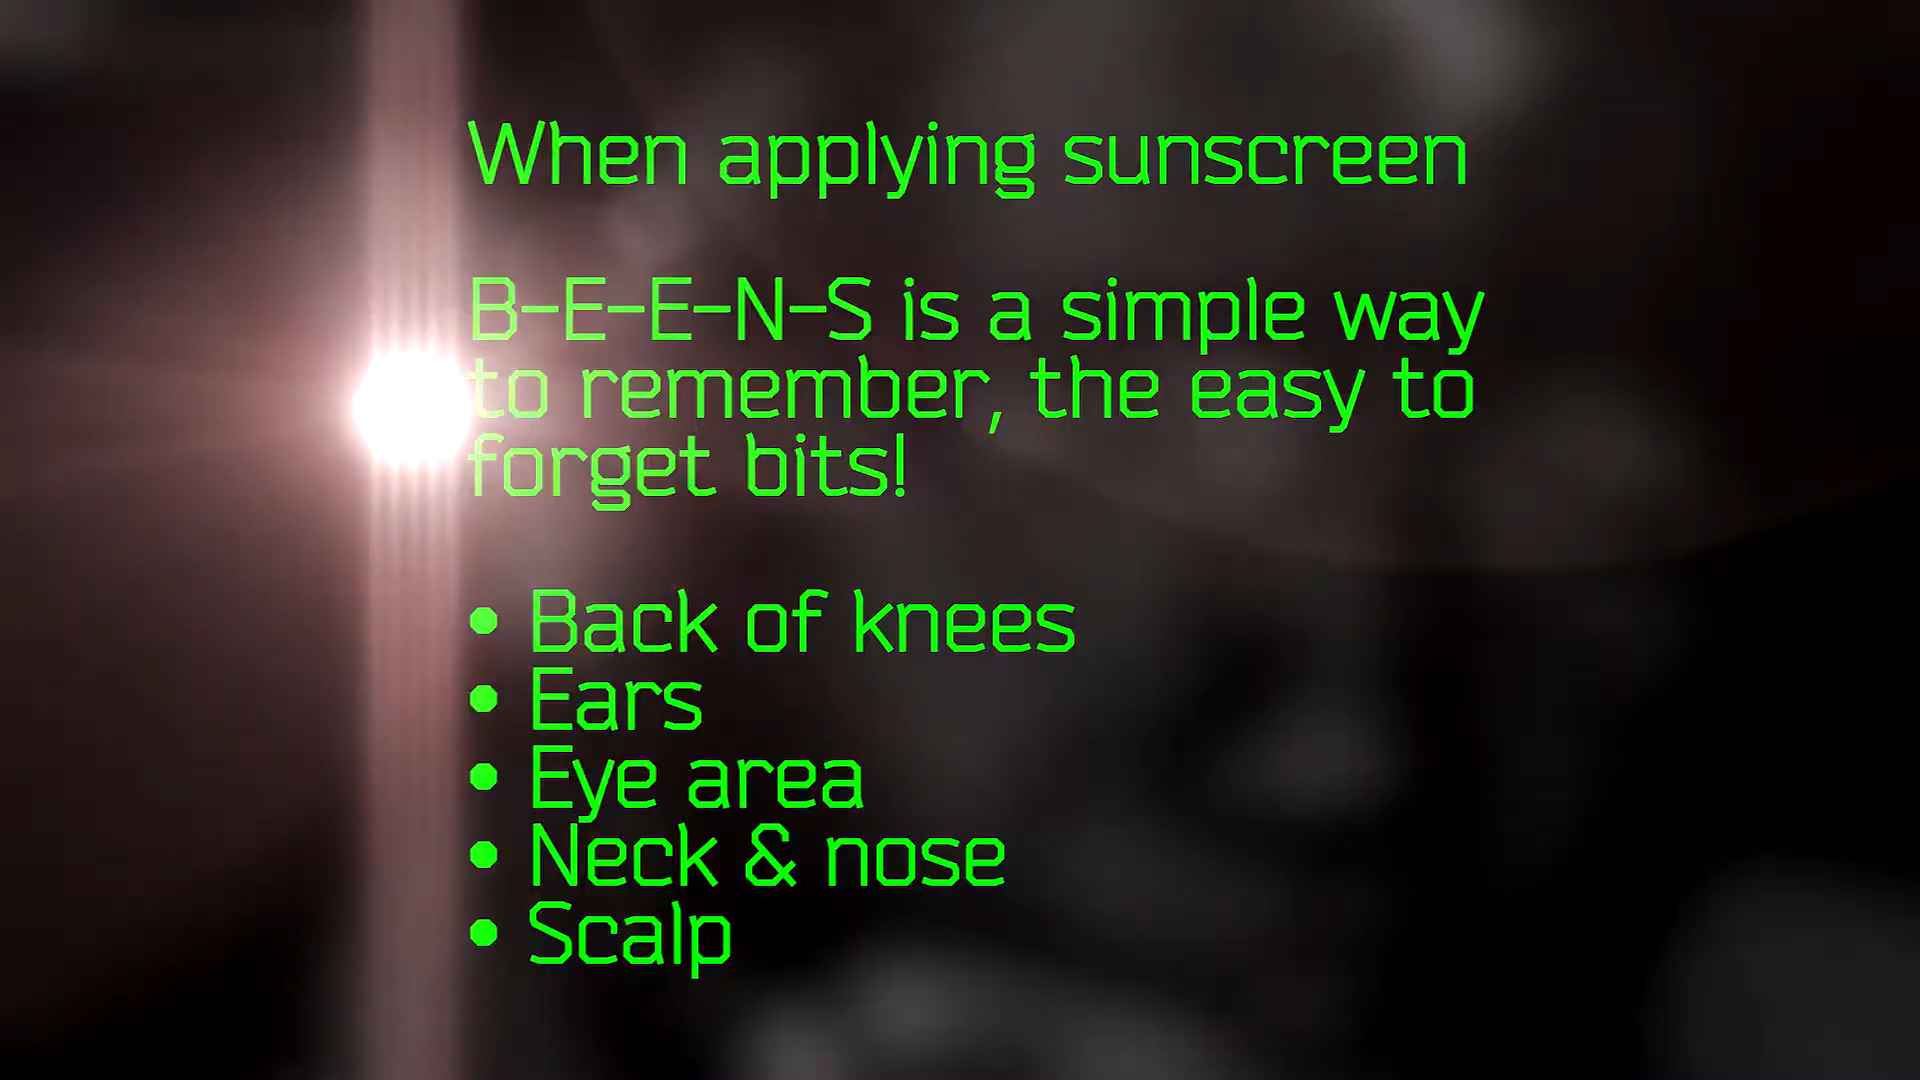 When applying sunscreen
B-E-E-N-S is a simple way
to remember, the easy to
forget bits!
• Back of knees
• Ears
• Eye area
• Neck & nose
• Scalp